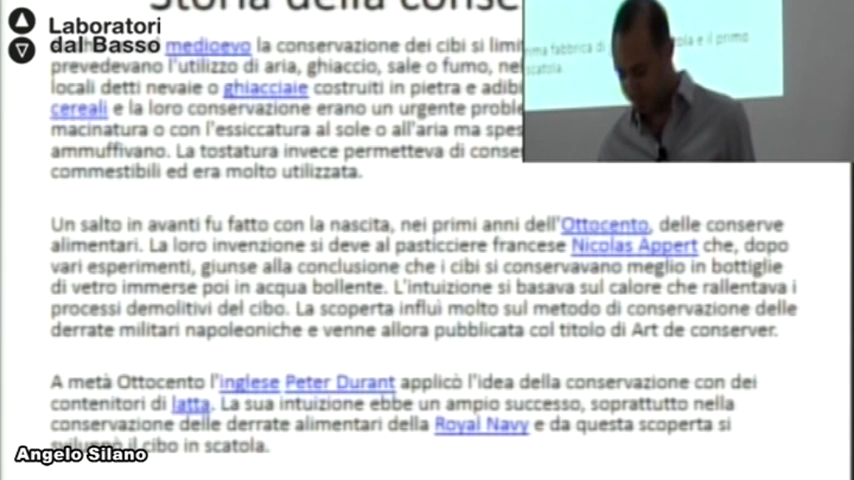 Storia della conse
Laboratori
dal Basso
medioevo la conservazione dei cibi si limit
prevedevano l'utilizzo di aria, ghiaccio, sale o fumo, nei
locali detti nevaie o ghiacciaie costruiti in pietra e adibi
cereali e la loro conservazione erano un urgente proble
macinatura o con l'essiccatura al sole o all'aria ma spes
ammuffivano. La tostatura invece permetteva di conser
commestibili ed era molto utilizzata.
ima fabbrica di
ola e il primo
scatola.
Un salto in avanti fu fatto con la nascita, nei primi anni dell'Ottocento, delle conserve
alimentari. La loro invenzione si deve al pasticciere francese Nicolas Appert che, dopo
vari esperimenti, giunse alla conclusione che i cibi si conservavano meglio in bottiglie
di vetro immerse poi in acqua bollente. L'intuizione si basava sul calore che rallentava i
processi demolitivi del cibo. La scoperta influì molto sul metodo di conservazione delle
derrate militari napoleoniche e venne allora pubblicata col titolo di Art de conserver.
A metà Ottocento l'inglese Peter Durant applicò l'idea della conservazione con dei
contenitori di latta. La sua intuizione ebbe un ampio successo, soprattutto nella
conservazione delle derrate alimentari della Royal Navy e da questa scoperta si
sviluppò il cibo in scatola.
Angelo Silano